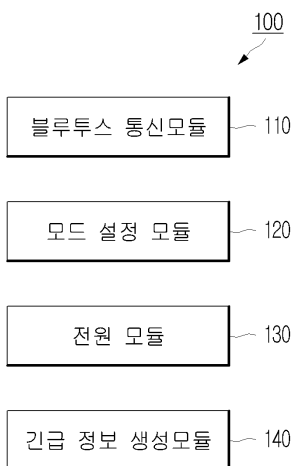 100
블루투스 통신모듈 110
모드 설정 모듈 120
전원 모듈 130
긴급 정보 생성모듈 140